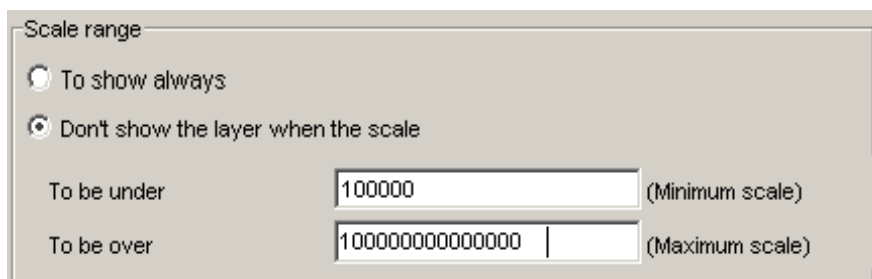 Scale range
To show always
Don't show the layer when the scale
To be under 100000 (Minimum scale)
To be over 100000000000000 (Maximum scale)